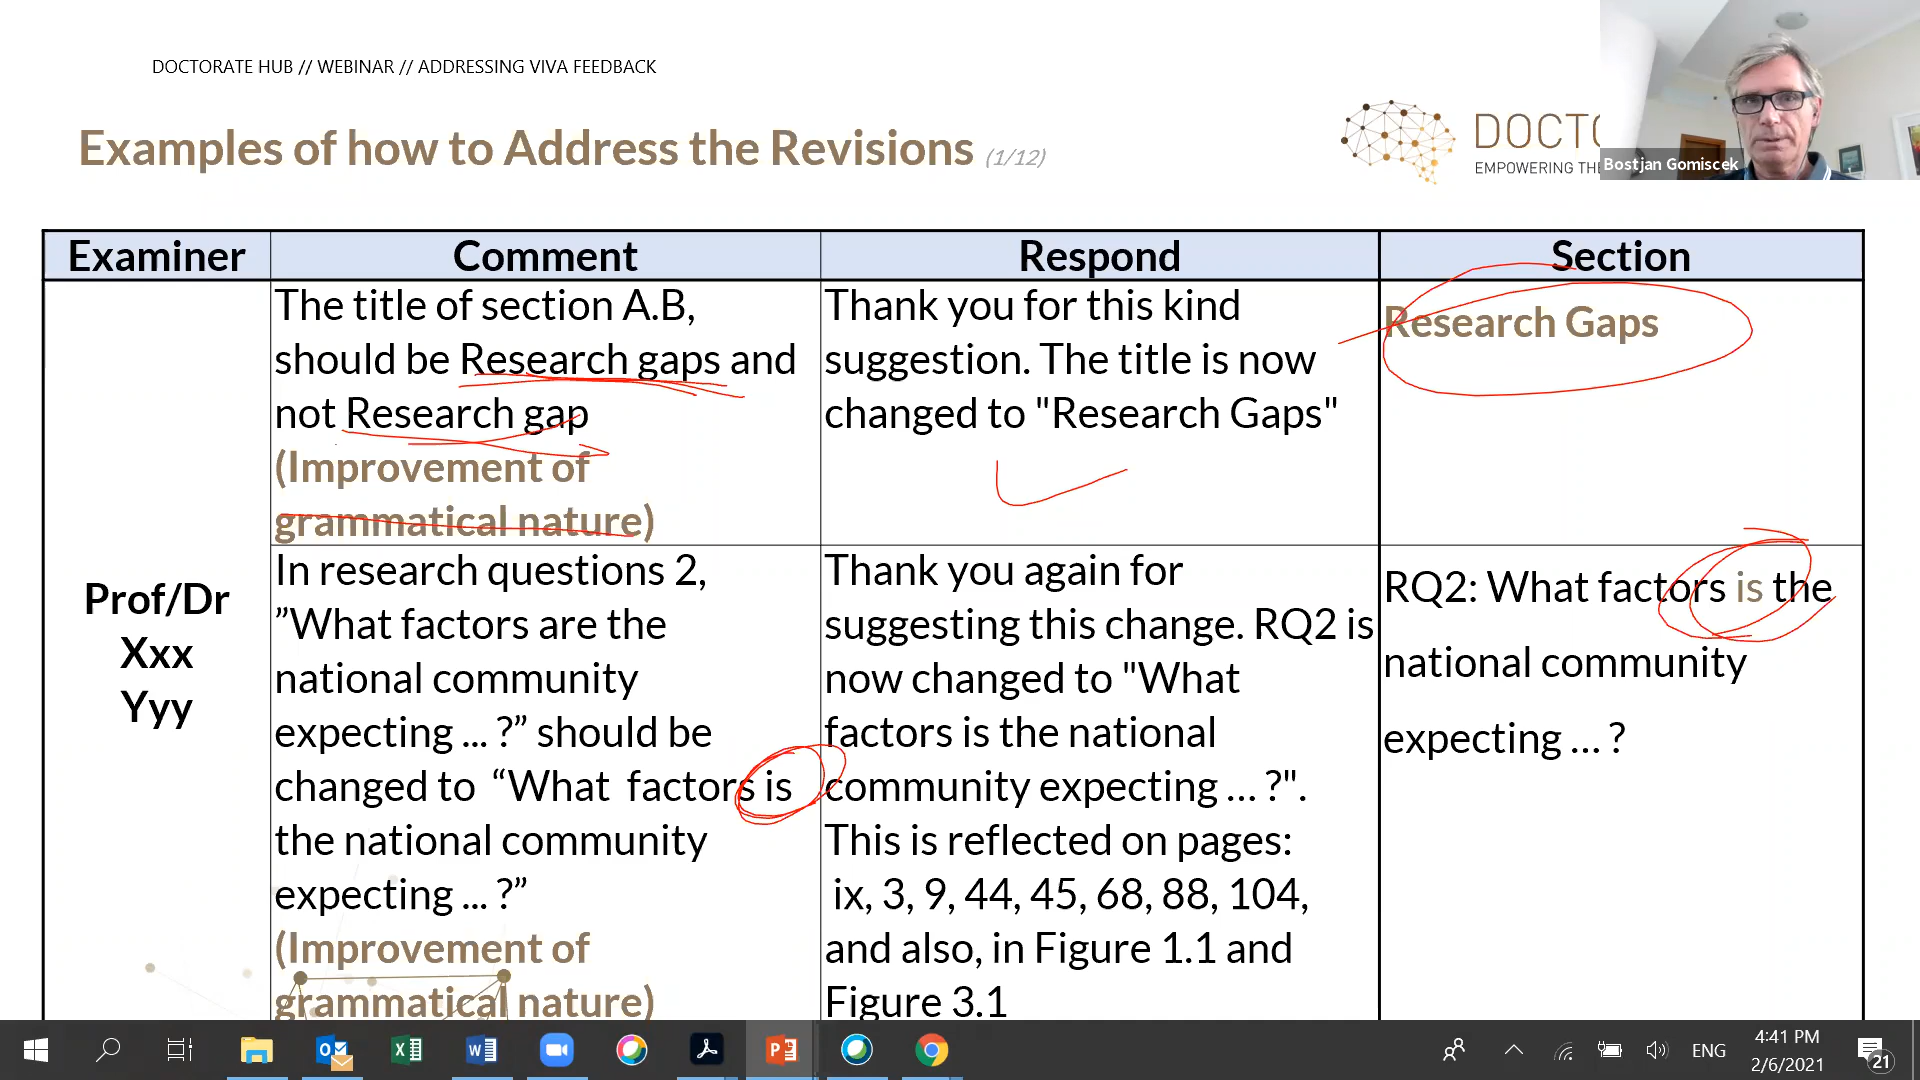 DOCTORATE HUB // WEBINAR // ADDRESSING VIVA FEEDBACK
Examples of how to Address the Revisions (1/12)
DOCTO
EMPOWERING THE
Bostjan Gomiscek
Examiner
Comment
Respond
Section
Prof/Dr
Xxx
Yyy
The title of section A.B,
should be Research gaps and
not Research gap
(Improvement of
grammatical nature)
Thank you for this kind
suggestion. The title is now
changed to "Research Gaps"
Research Gaps
In research questions 2,
”What factors are the
national community
expecting ... ?” should be
changed to “What factors is
the national community
expecting ... ?”
(Improvement of
grammatical nature)
Thank you again for
suggesting this change. RQ2 is
now changed to "What
factors is the national
community expecting ... ?".
This is reflected on pages:
ix, 3, 9, 44, 45, 68, 88, 104,
and also, in Figure 1.1 and
Figure 3.1
RQ2: What factors is the
national community
expecting ... ?
ENG
4:41 PM
2/6/2021
21